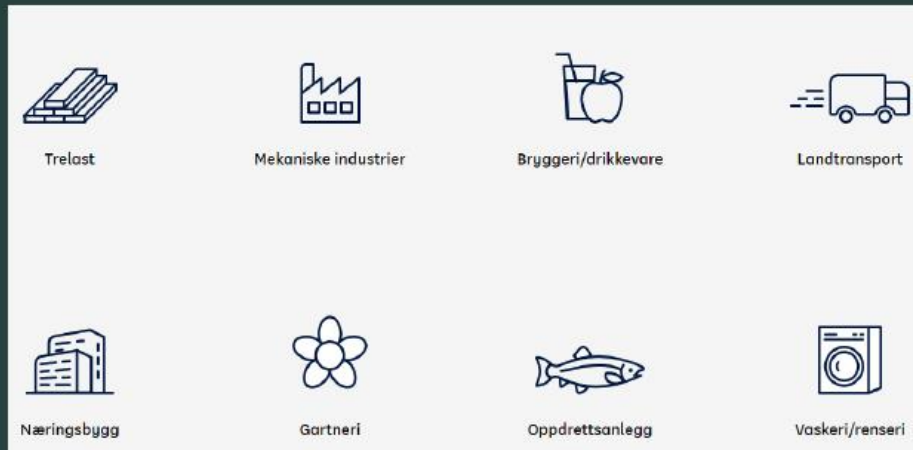 Trelast
Mekaniske industrier
Bryggeri/drikkevare
Landtransport
Næringsbygg
Gartneri
Oppdrettsanlegg
Vaskeri/renseri